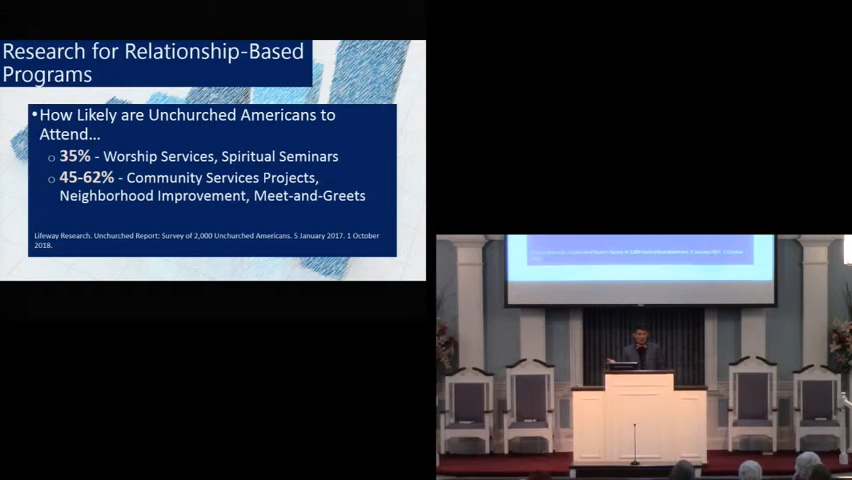 Research for Relationship-Based
Programs
•How Likely are Unchurched Americans to
Attend...
o 35% - Worship Services, Spiritual Seminars
o 45-62% - Community Services Projects,
Neighborhood Improvement, Meet-and-Greets
Lifeway Research. Unchurched Report: Survey of 2,000 Unchurched Americans. 5 January 2017. 1 October
2018.